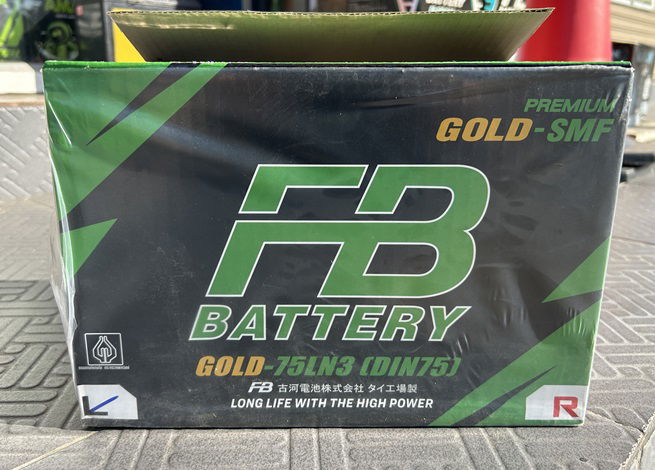 PREMIUM
GOLD-SMF
FB
BATTERY
GOLD-75LN3 (DIN75)
FB 古河電池株式会社 タイ工場製
LONG LIFE WITH THE HIGH POWER
L
R